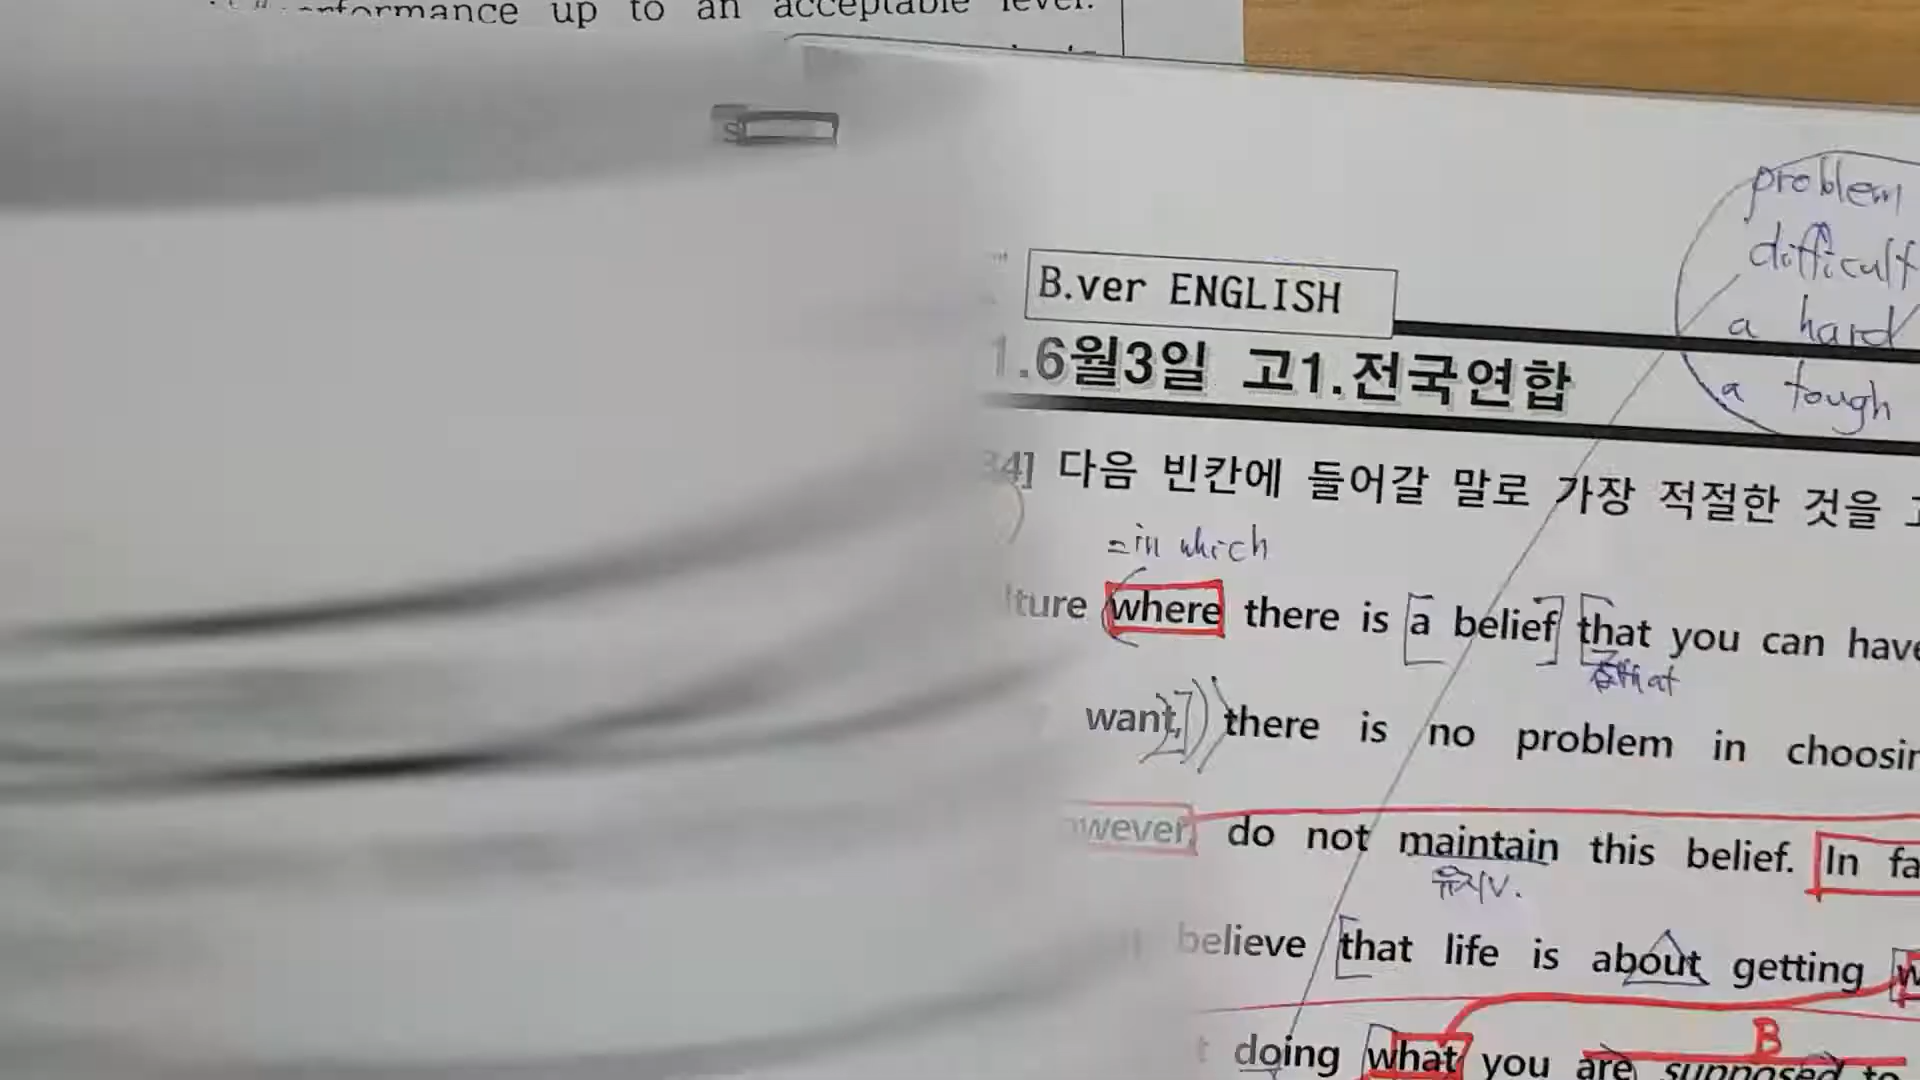 up to an acceptable level.
problem
difficult
a hard
B.ver ENGLISH
1.6월3일 고1.전국연합
a tough
34] 다음 빈칸에 들어갈 말로 가장 적절한 것을
=in which
where there is a belief that you can have
that
want, there is no problem in
do not maintain this belief. In
유지V.
believe that life is about getting
B
doing what you are supposed to